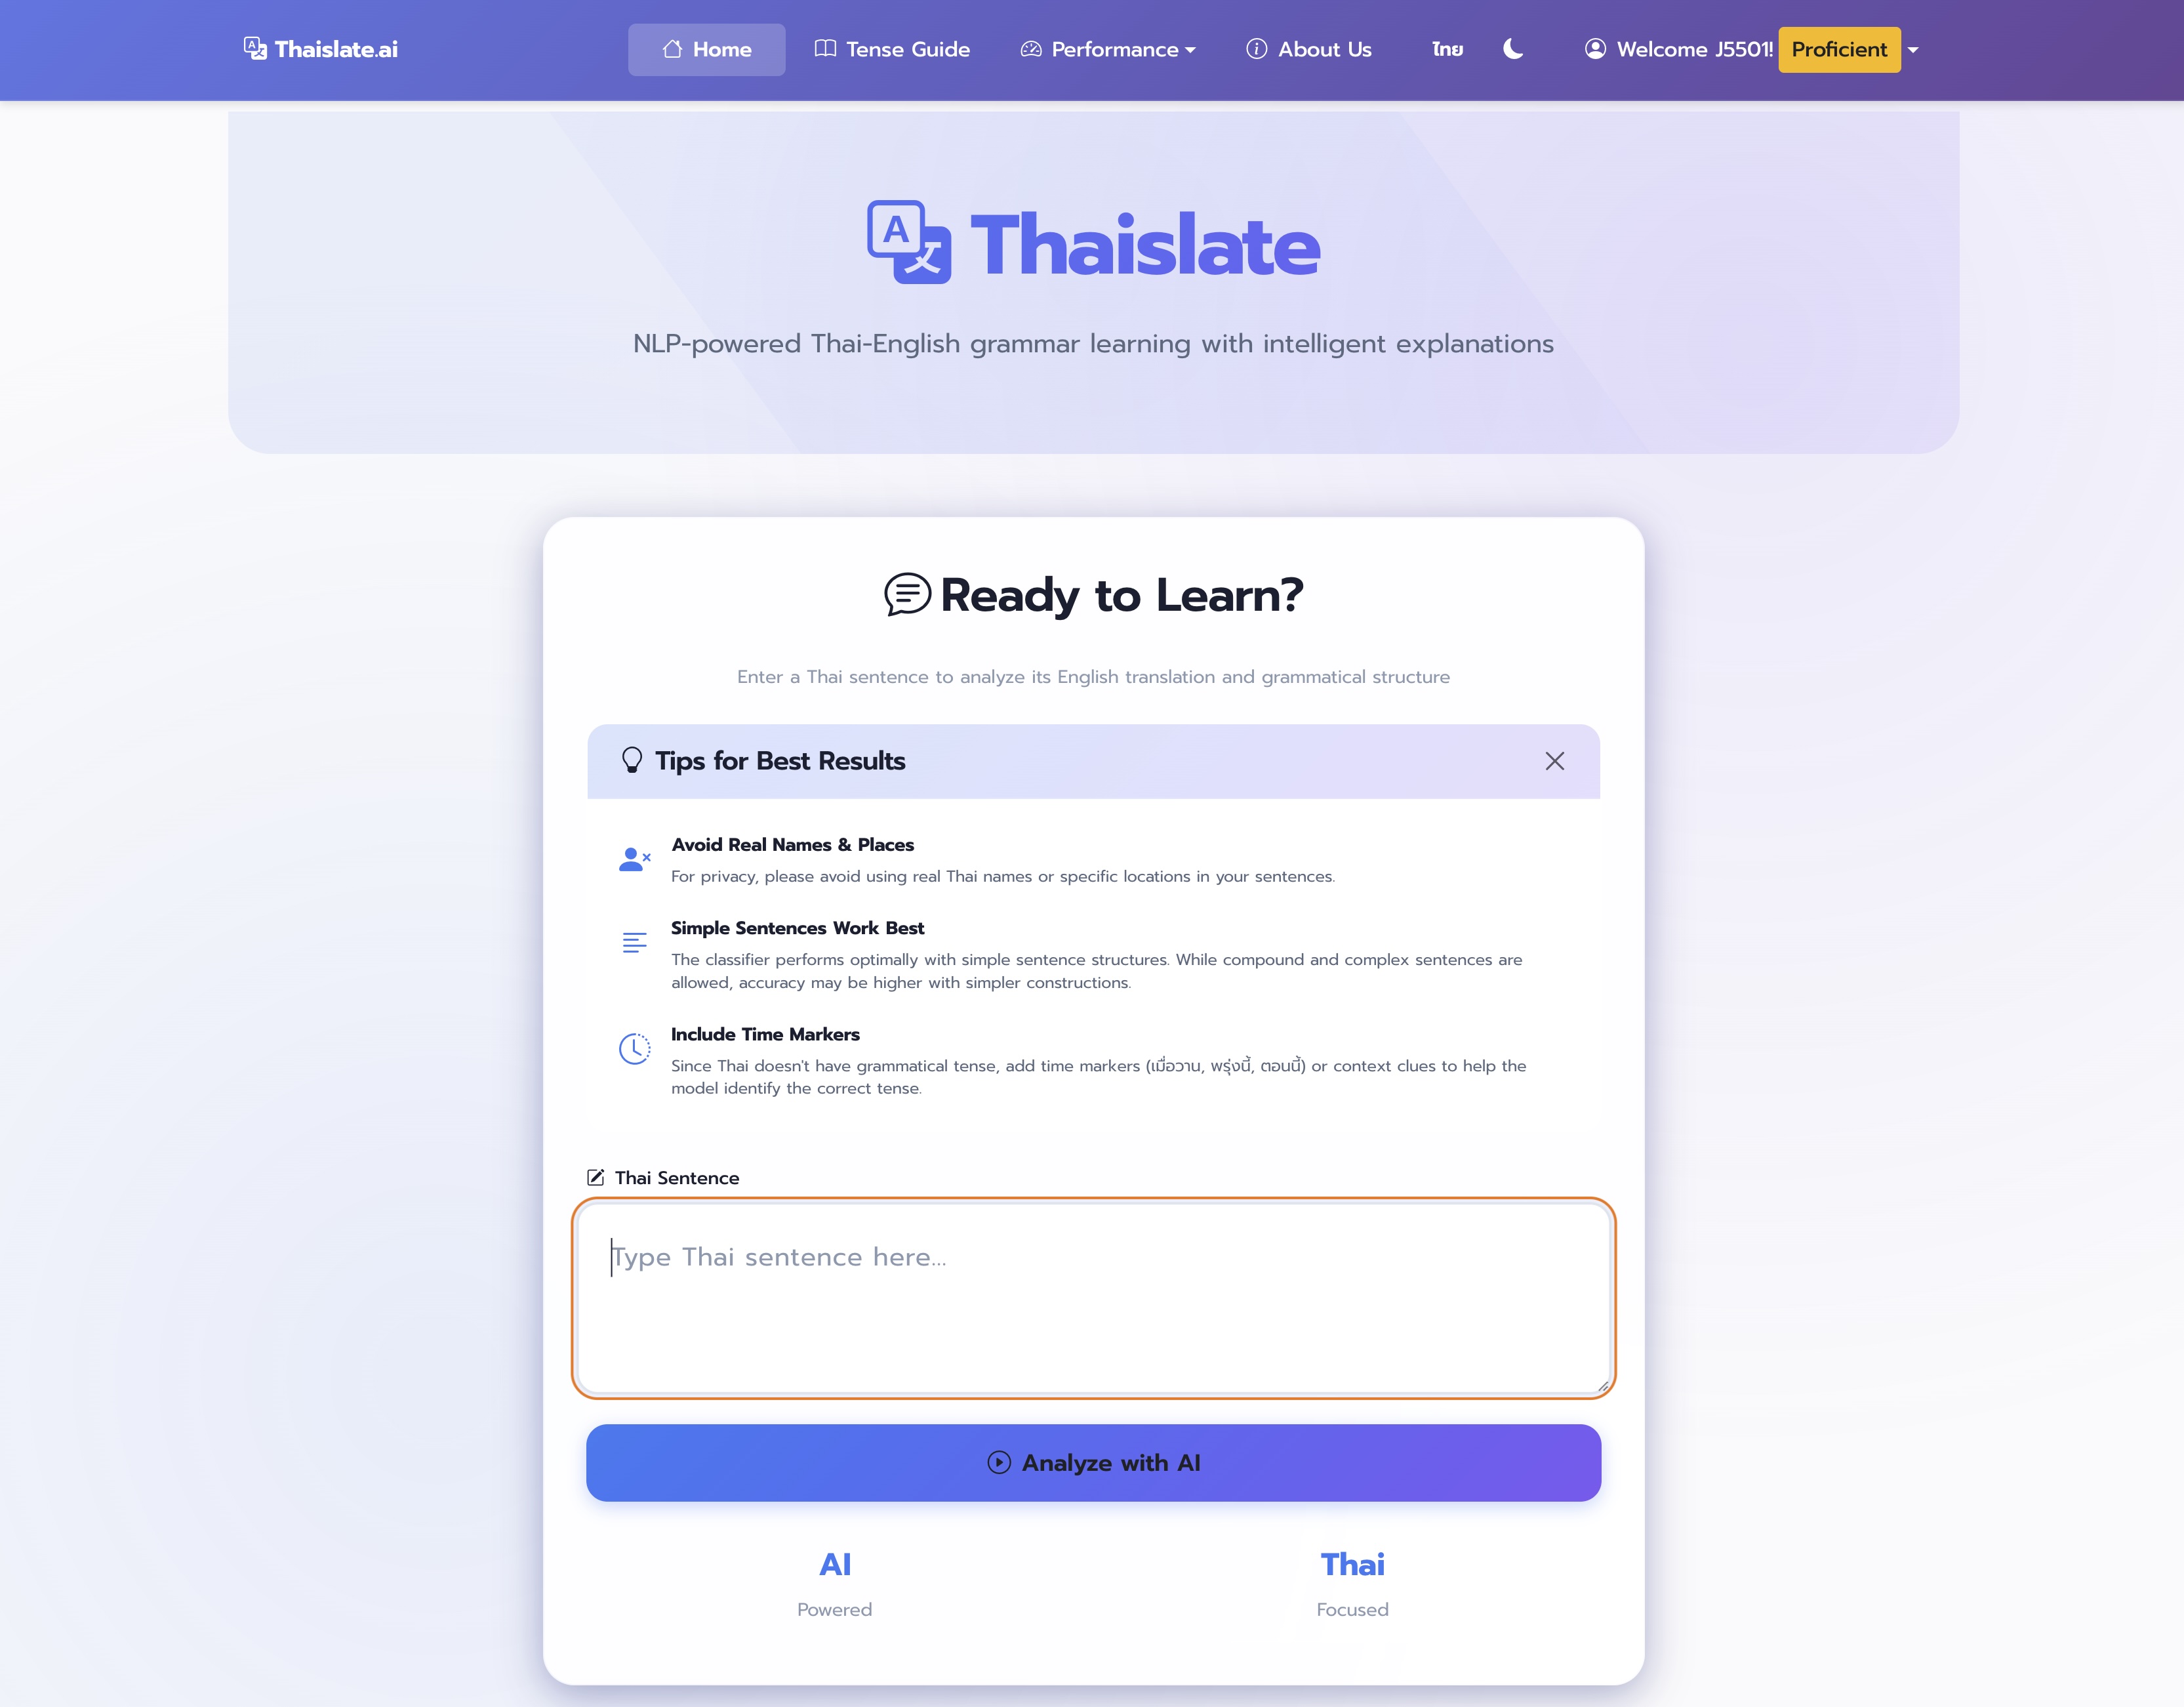 Thaislate.ai
Home
Tense Guide
Performance
About Us
ไทย
Welcome J5501! Proficient
Thaislate
NLP-powered Thai-English grammar learning with intelligent explanations
Ready to Learn?
Enter a Thai sentence to analyze its English translation and grammatical structure
Tips for Best Results
Avoid Real Names & Places
For privacy, please avoid using real Thai names or specific locations in your sentences.
Simple Sentences Work Best
The classifier performs optimally with simple sentence structures. While compound and complex sentences are
allowed, accuracy may be higher with simpler constructions.
Include Time Markers
Since Thai doesn't have grammatical tense, add time markers (เมื่อวาน, พรุ่งนี้, ตอนนี้) or context clues to help the
model identify the correct tense.
Thai Sentence
Type Thai sentence here...
Analyze with AI
AI
Powered
Thai
Focused